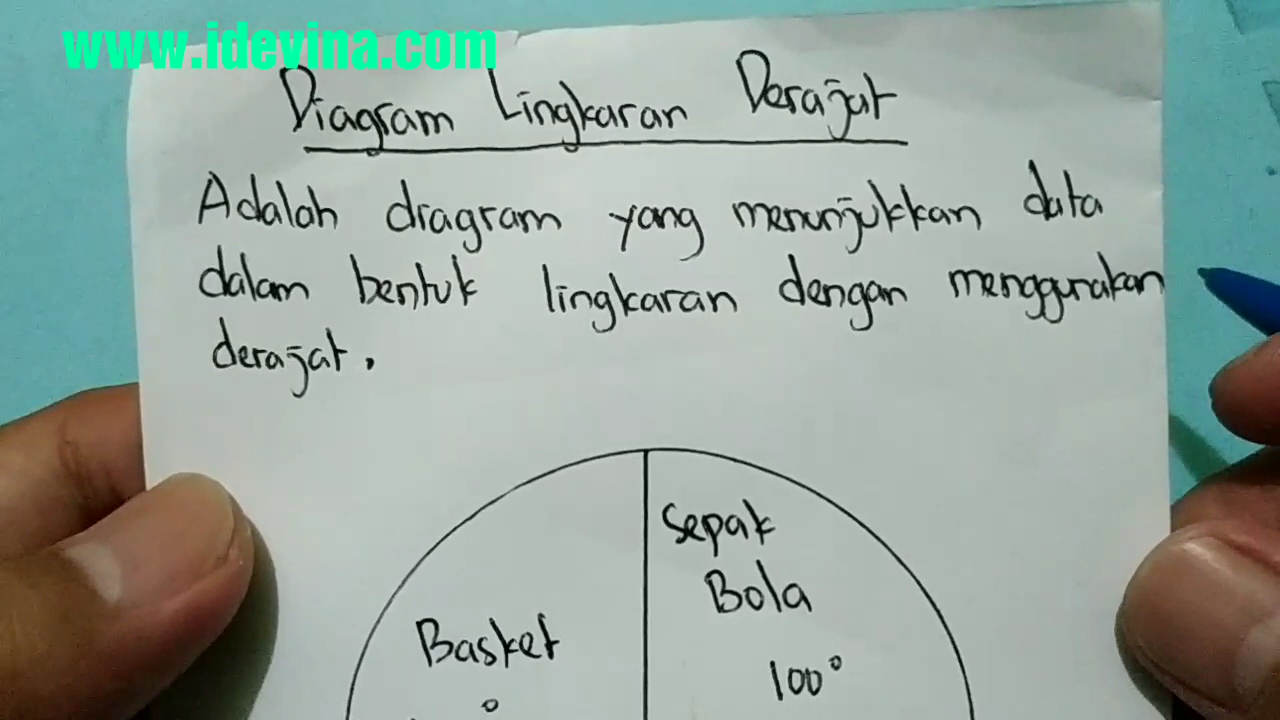 www.idevina.com
Diagram Lingkaran Derajat
Adalah diagram yang menunjukkan data
dalam bentuk lingkaran dengan menggunakan
derajat.
Sepak
Bola
Basket
100°